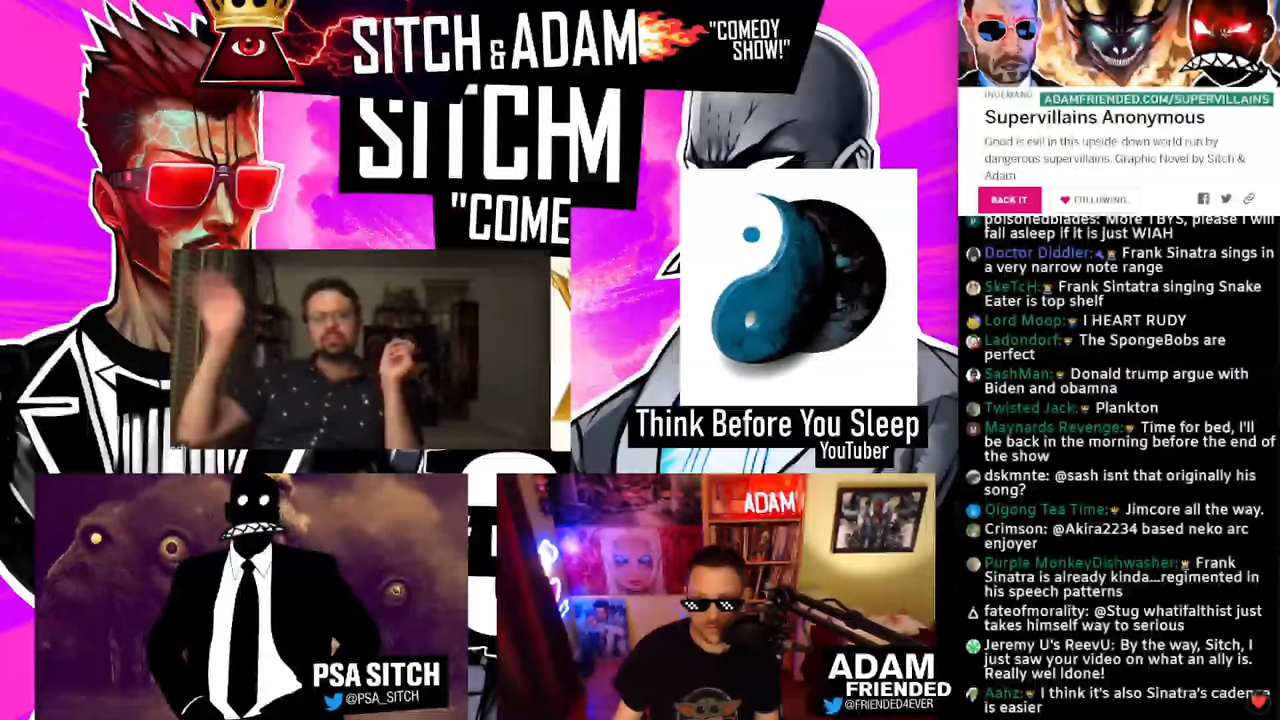 SITCH & ADAM
"COMEDY
SHOW!"
SITCHM
"COME
INDEMAND
ADAMFRIENDED.COM/SUPERVILLAINS
Supervillains Anonymous
Good is evil in this upside-down world run by
dangerous supervillains. Graphic Novel by Sitch &
Adam
BACK IT
FOLLOWING
poisonedblades: More TBYS, please I will
fall asleep if it is just WIAH
Doctor Diddler: Frank Sinatra sings in
a very narrow note range
SkeTcH: Frank Sintatra singing Snake
Eater is top shelf
Lord Moop: I HEART RUDY
Ladondorf: The SpongeBobs are
perfect
SashMan: Donald trump argue with
Biden and obamna
Twisted Jack: Plankton
Maynards Revenge: Time for bed, I'll
be back in the morning before the end of
the show
dskmnte: @sash isnt that originally his
song?
Qigong Tea Time: Jimcore all the way.
Crimson: @Akira2234 based neko arc
enjoyer
Purple MonkeyDishwasher: Frank
Sinatra is already kinda...regimented in
his speech patterns
fateofmorality: @Stug whatifalthist just
takes himself way to serious
Jeremy U's ReevU: By the way, Sitch, I
just saw your video on what an ally is.
Really wel ldone!
Aahz: I think it's also Sinatra's cadence
is easier
Think Before You Sleep
YouTuber
PSA SITCH
@PSA_SITCH
ADAM
ADAM
FRIENDED
@FRIENDED4EVER